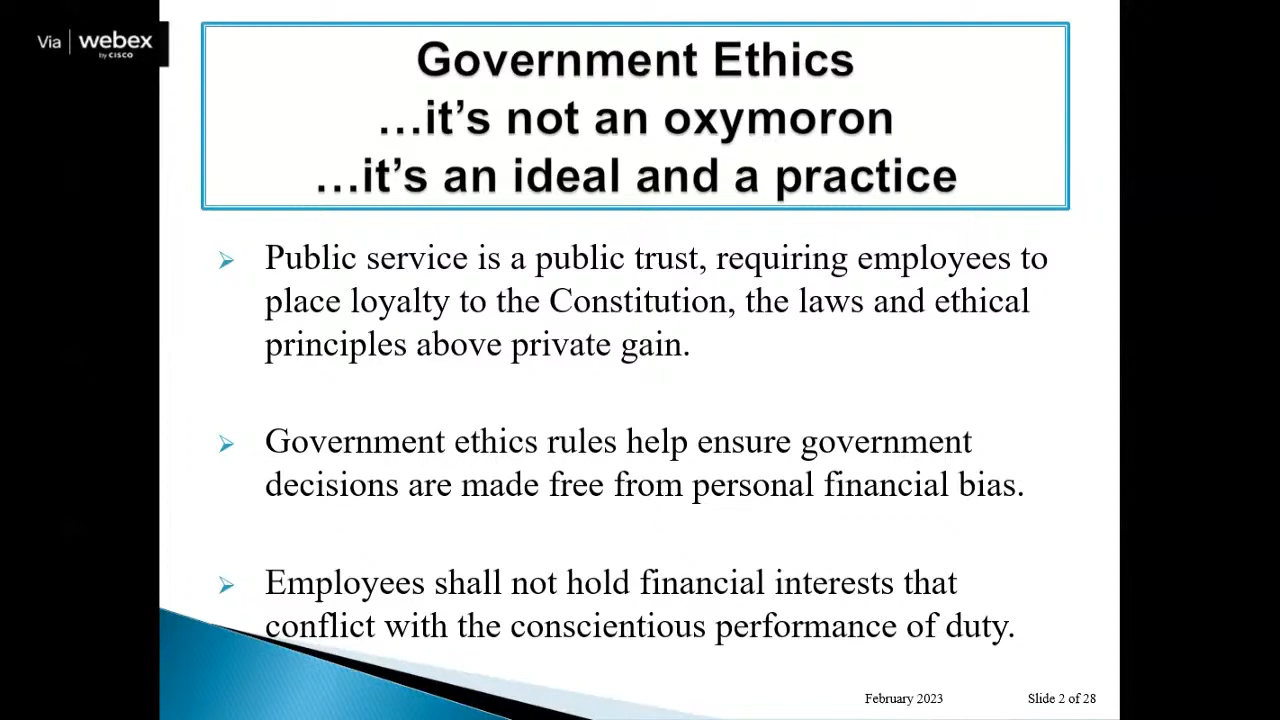 Via webex
by CISCO
Government Ethics
…it’s not an oxymoron
…it’s an ideal and a practice
Public service is a public trust, requiring employees to
place loyalty to the Constitution, the laws and ethical
principles above private gain.
Government ethics rules help ensure government
decisions are made free from personal financial bias.
Employees shall not hold financial interests that
conflict with the conscientious performance of duty.
February 2023 Slide 2 of 28